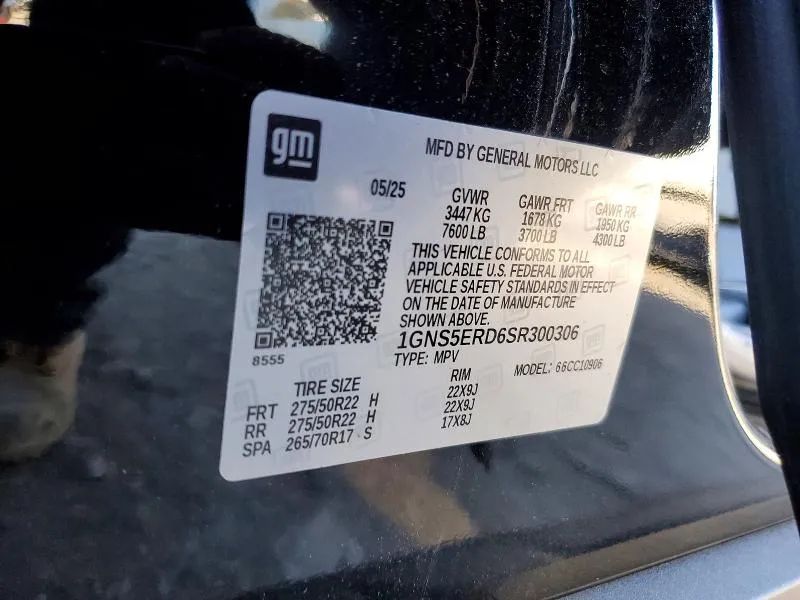 gm
MFD BY GENERAL MOTORS LLC
05/25
GVWR GAWR FRT GAWR RR
3447 KG 1678 KG 1950 KG
7600 LB 3700 LB 4300 LB
THIS VEHICLE CONFORMS TO ALL
APPLICABLE U.S. FEDERAL MOTOR
VEHICLE SAFETY STANDARDS IN EFFECT
ON THE DATE OF MANUFACTURE
SHOWN ABOVE.
1GNS5ERD6SR300306
8555
TYPE: MPV MODEL: 66CC10906
TIRE SIZE RIM
FRT 275/50R22 H 22X9J
RR 275/50R22 H 22X9J
SPA 265/70R17 S 17X8J